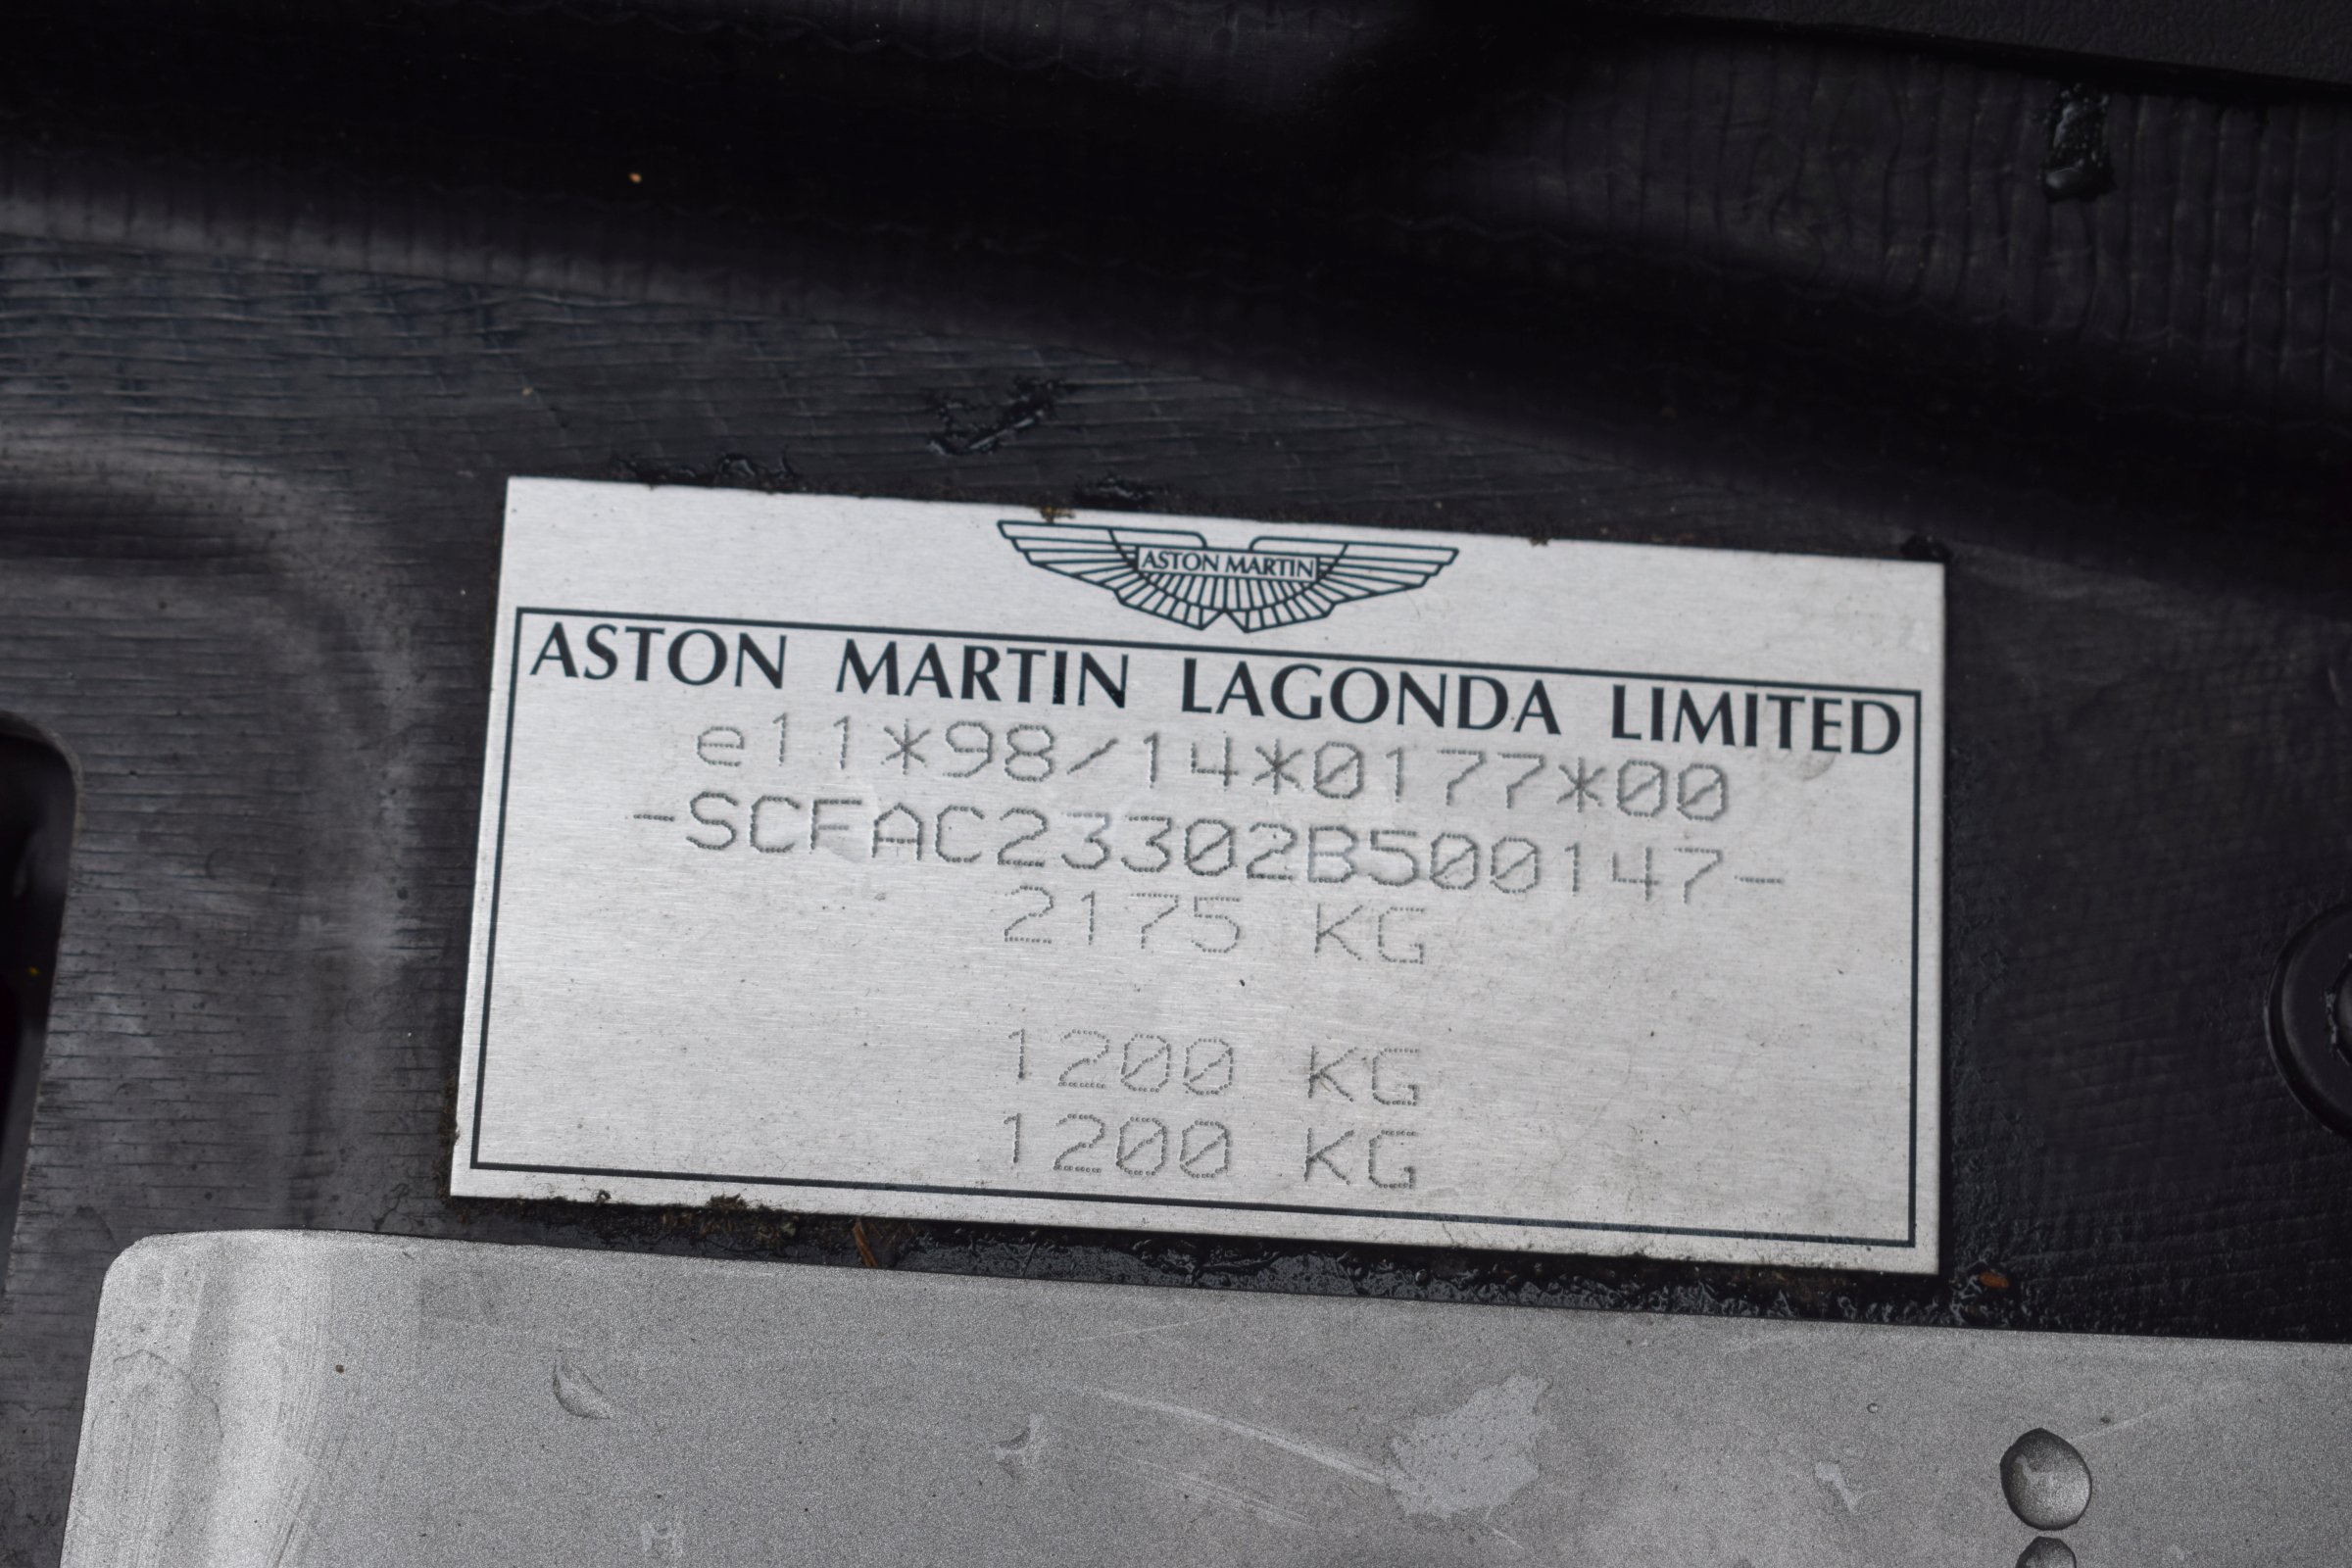 ASTON MARTIN
ASTON MARTIN LAGONDA LIMITED
e11*98/14*0177*00
-SCFAC23302B500147-
2175 KG
1200 KG
1200 KG